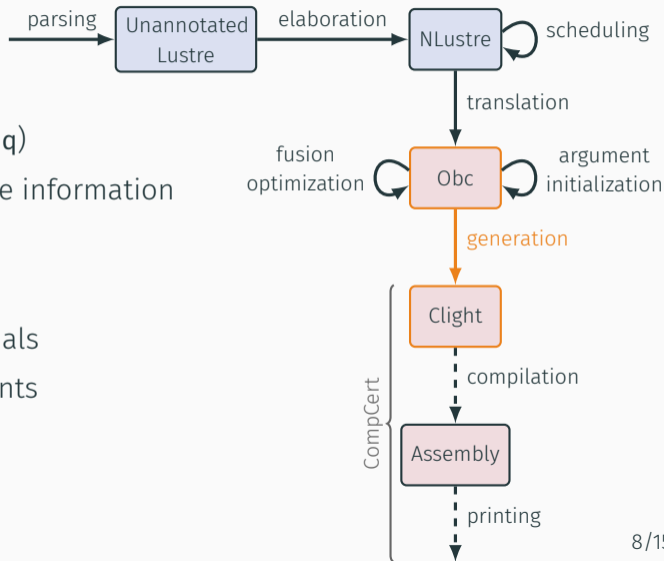 parsing
Unannotated
Lustre
elaboration
NLustre
scheduling
translation
q)
e information
fusion
optimization
Obc
argument
initialization
generation
als
nts
Clight
compilation
CompCert
Assembly
printing
8/15